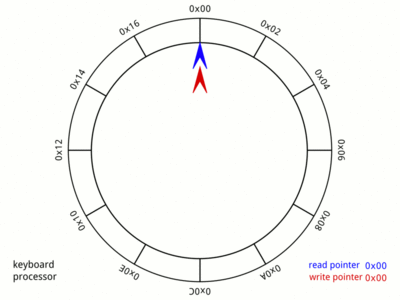 0x00
0x02
0x04
0x06
0x08
0x0A
0x0C
0x0E
0x10
0x12
0x14
0x16
keyboard
processor
read pointer 0x00
write pointer 0x00